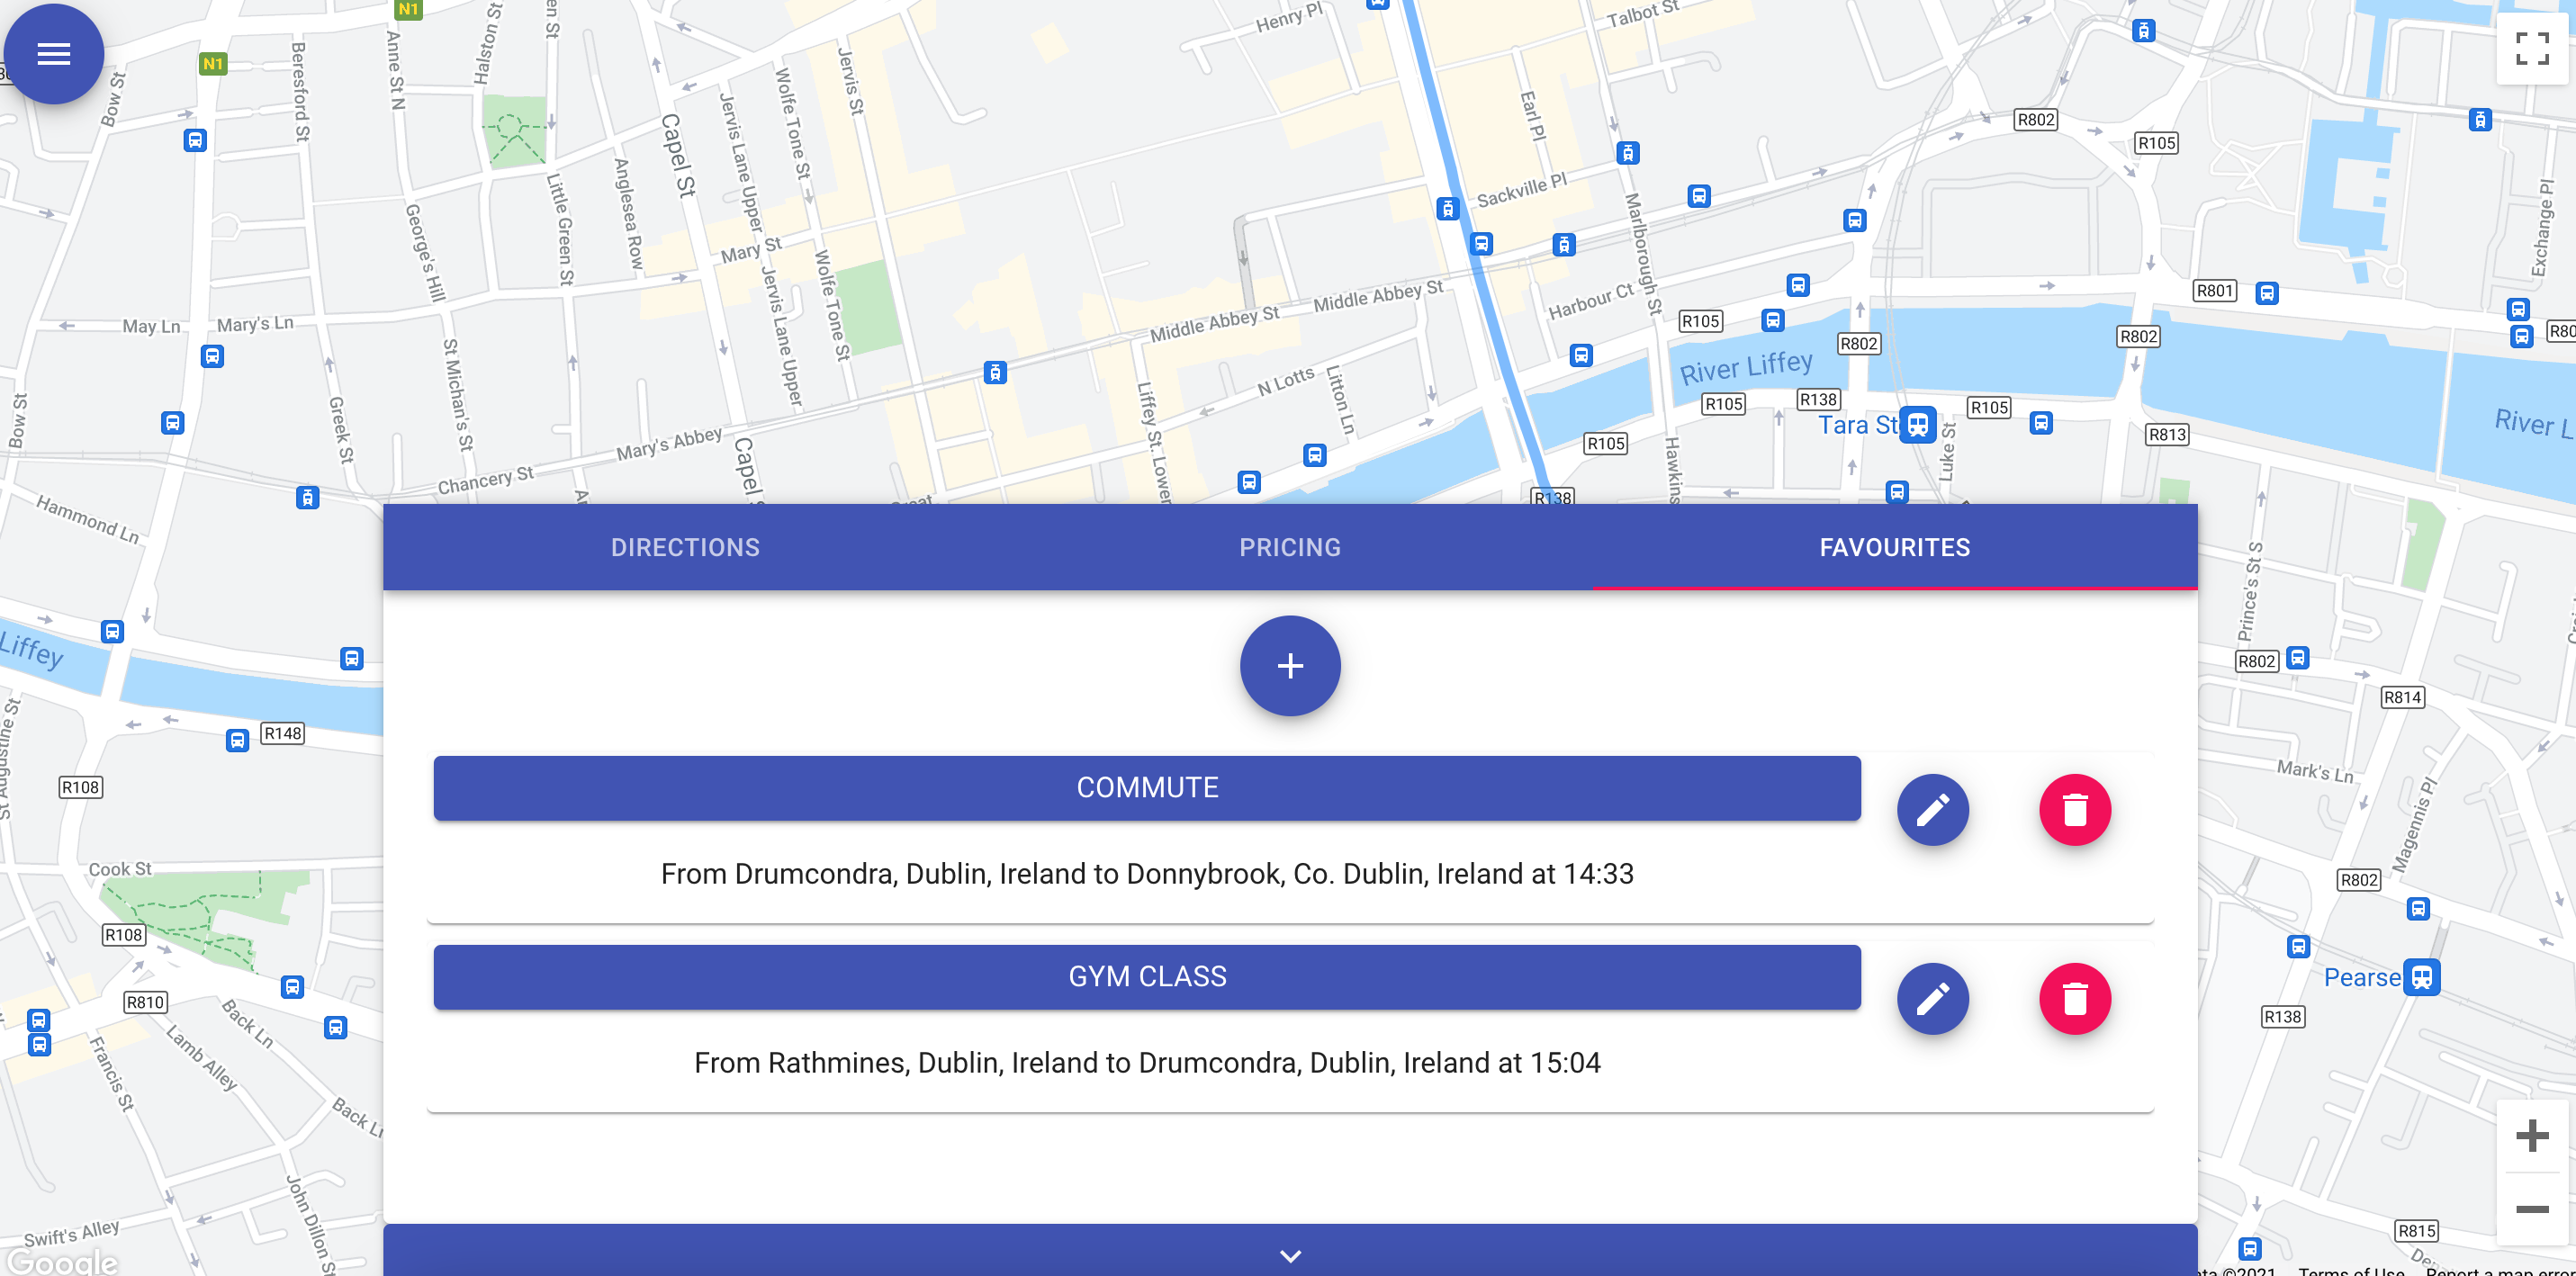 N1
N1
Bow St
Beresford St
Anne St N
Halston St
Jervis St
Wolfe Tone St
Jervis Lane Upper
Capel St
Anglesea Row
Little Green St
George's Hill
Henry Pl
Talbot St
Earl Pl
Sackville Pl
Marlborough St
R802
R105
Exchange Pl
Mary St
Wolfe Tone St
Jervis Lane Upper
May Ln
Mary's Ln
St Michan's St
Greek St
Bow St
Middle Abbey St
Middle Abbey St
Harbour Ct
R105
R801
R802
R802
River Liffey
N Lotts
Litton Ln
Liffey St. Lower
R105
R138
R105
Tara St
Luke St
R813
R105
R138
Hawkins
Mary's Abbey
Chancery St
Capel S
Hammond Ln
DIRECTIONS
PRICING
FAVOURITES
+
COMMUTE
From Drumcondra, Dublin, Ireland to Donnybrook, Co. Dublin, Ireland at 14:33
GYM CLASS
From Rathmines, Dublin, Ireland to Drumcondra, Dublin, Ireland at 15:04
Liffey
R148
R108
St Augustine St
Cook St
R108
R810
Back Ln
Lamb Alley
Francis St
Back Ln
John Dillon St
Swift's Alley
Google
Prince's St S
R802
R814
Mark's Ln
Magennis Pl
R802
Pearse
R138
R815
©2021
Terms of Use
Report a map error